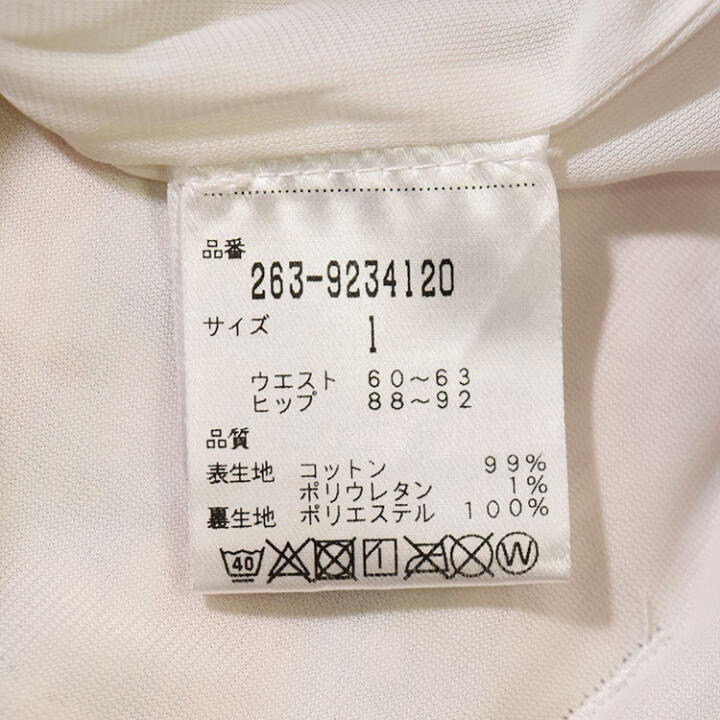 品番
263-9234120
サイズ 1
ウエスト 60〜63
ヒップ 88〜92
品質
表生地 コットン 99%
ポリウレタン 1%
裏生地 ポリエステル 100%
40 W